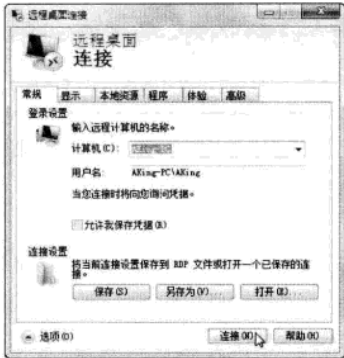 远程桌面连接
远程桌面
连接
常规 显示 本地资源 程序 体验 高级
登录设置
输入远程计算机的名称。
计算机(C):
用户名: AKing-PC\AKing
当您连接时将向您询问凭据。
允许我保存凭据(R)
连接设置
将当前连接设置保存到 RDP 文件或打开一个已保存的连
接。
保存(S) 另存为(V)... 打开(E)...
选项(O) 连接(N) 帮助(H)